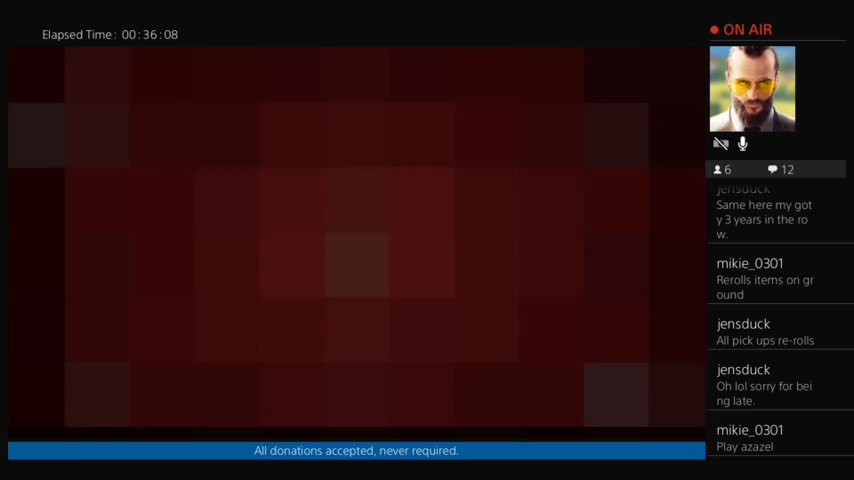 Elapsed Time: 00:36:08
ON AIR
6 12
jensduck
Same here my got
y 3 years in the ro
w.
mikie_0301
Rerolls items on gr
ound
jensduck
All pick ups re-rolls
jensduck
Oh lol sorry for bei
ng late.
mikie_0301
Play azazel
All donations accepted, never required.